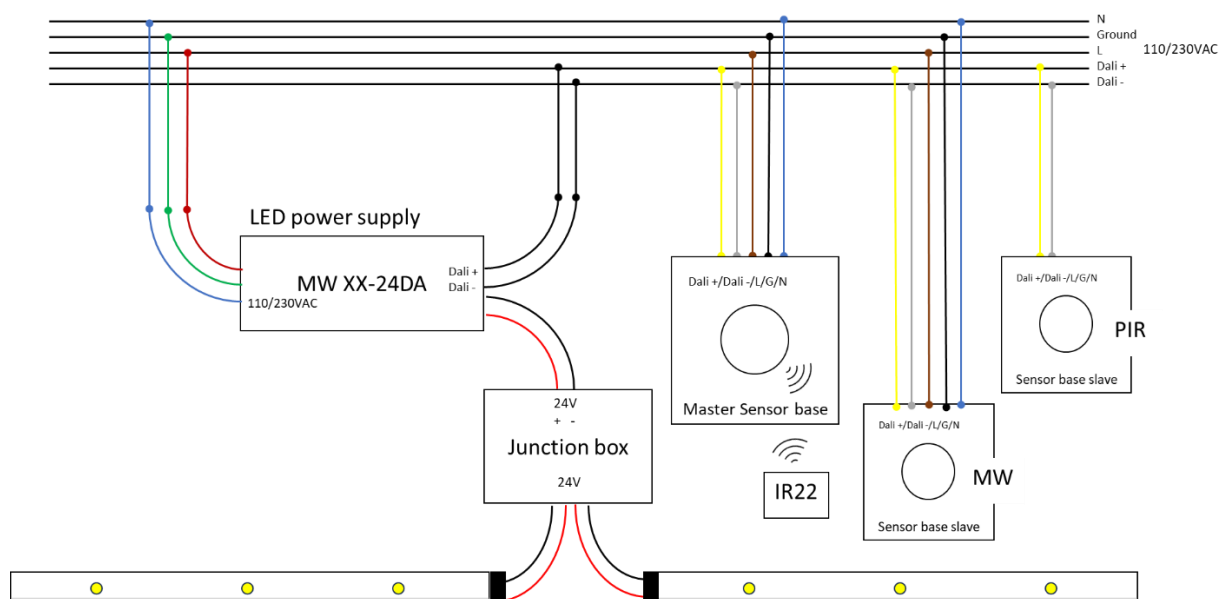 N
Ground
L
110/230VAC
Dali +
Dali -
LED power supply
MW XX-24DA
Dali +
Dali -
110/230VAC
Dali +/Dali -/L/G/N
Master Sensor base
IR22
Dali +/Dali -/L/G/N
PIR
Sensor base slave
Dali +/Dali -/L/G/N
MW
Sensor base slave
24V
+ -
Junction box
24V